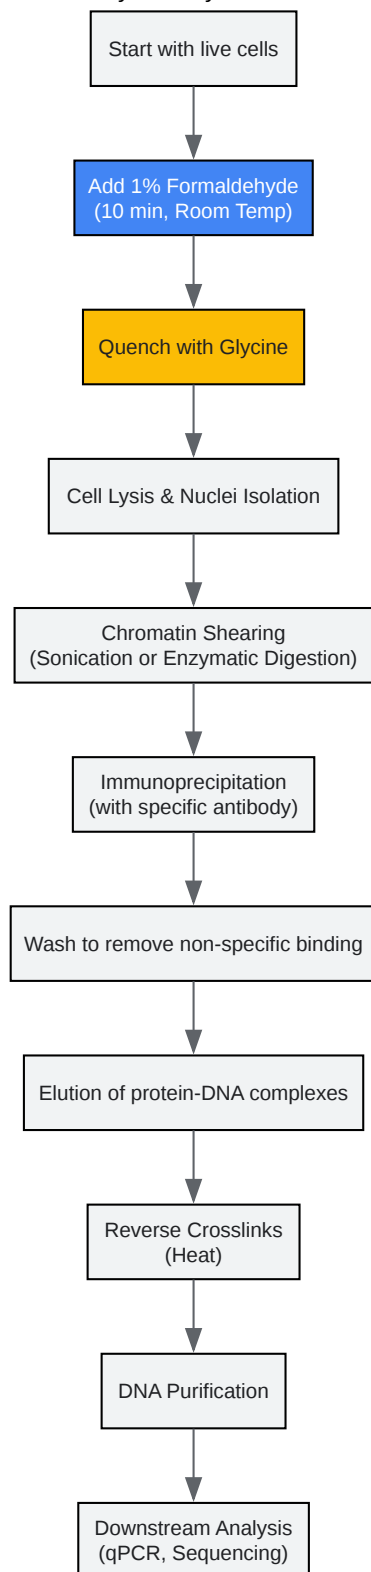 Start with live cells
Add 1% Formaldehyde
(10 min, Room Temp)
Quench with Glycine
Cell Lysis & Nuclei Isolation
Chromatin Shearing
(Sonication or Enzymatic Digestion)
Immunoprecipitation
(with specific antibody)
Wash to remove non-specific binding
Elution of protein-DNA complexes
Reverse Crosslinks
(Heat)
DNA Purification
Downstream Analysis
(qPCR, Sequencing)